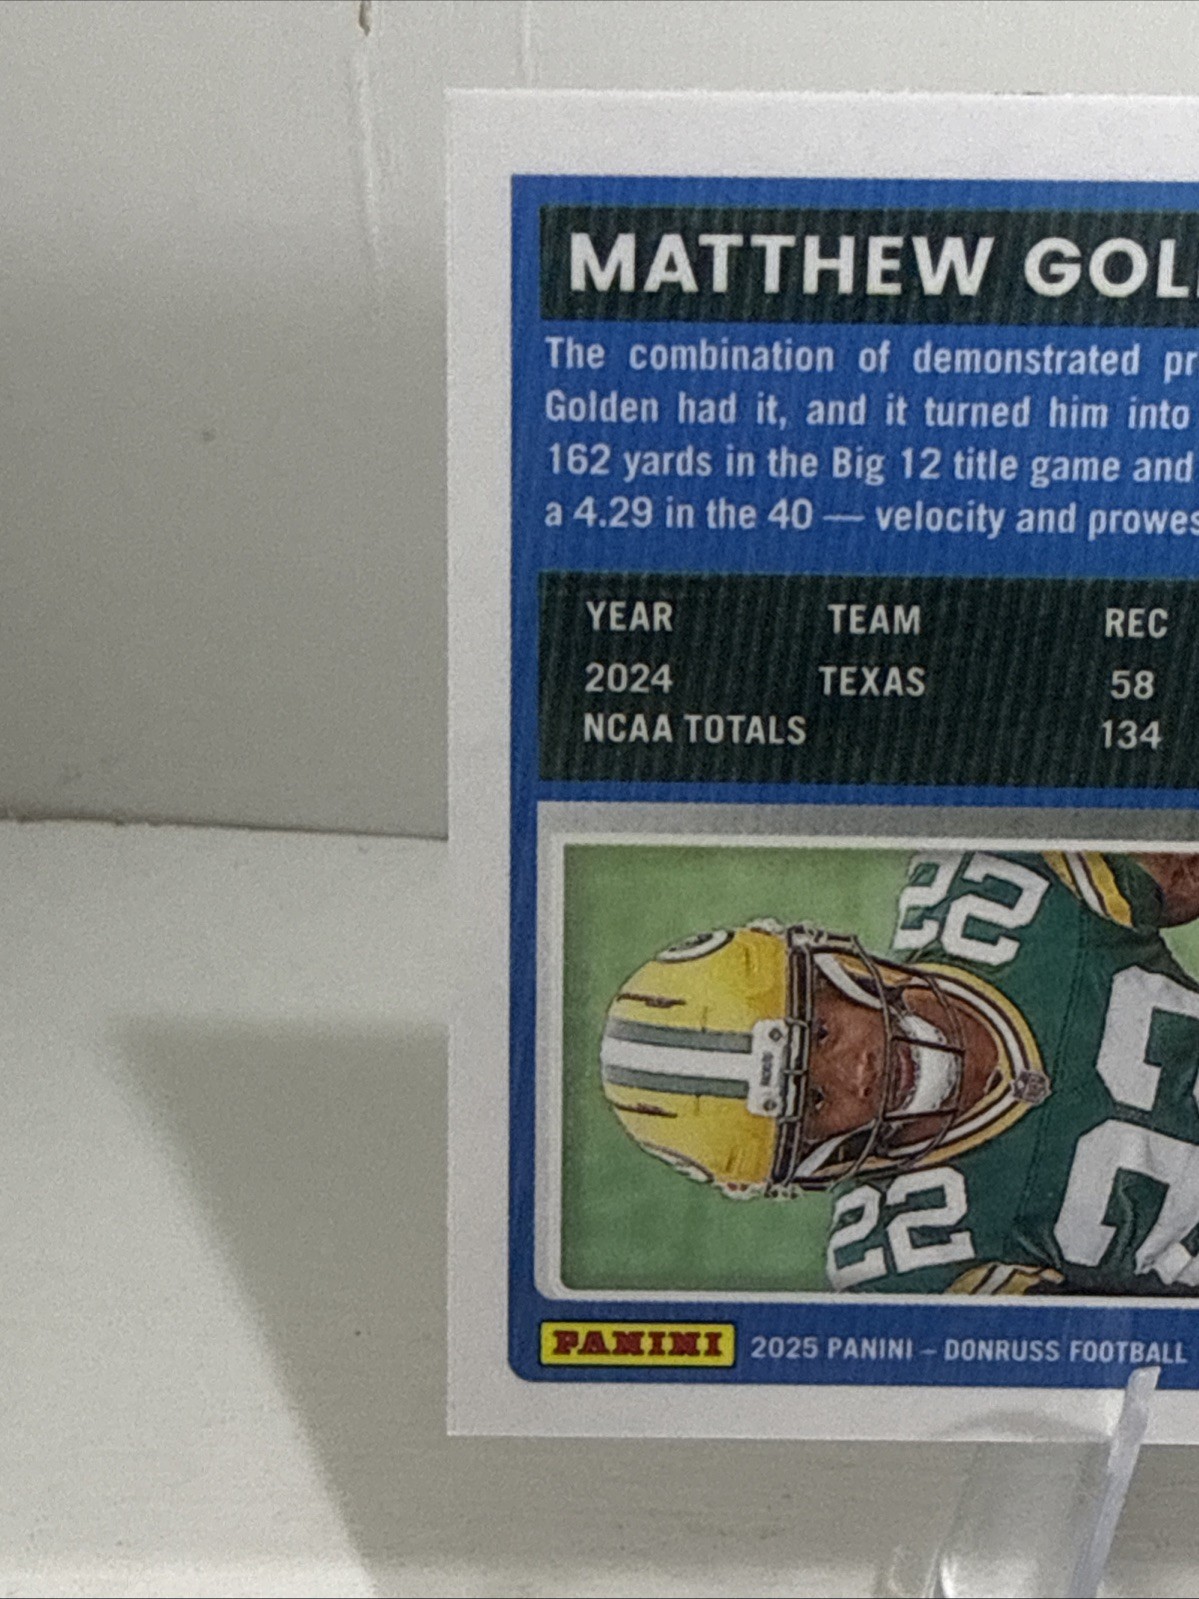 MATTHEW GOL
The combination of demonstrated pr
Golden had it, and it turned him into
162 yards in the Big 12 title game and
a 4.29 in the 40 — velocity and prowes
YEAR TEAM REC
2024 TEXAS 58
NCAA TOTALS 134
22
22
22
PANINI 2025 PANINI – DONRUSS FOOTBALL